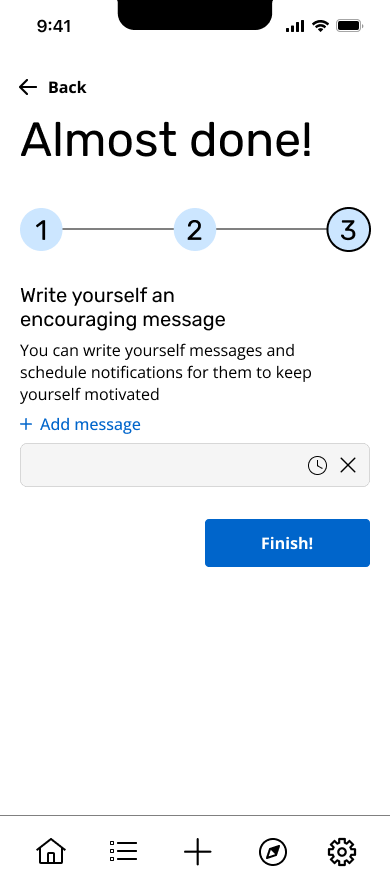 9:41
Back
Almost done!
1 2 3
Write yourself an
encouraging message
You can write yourself messages and
schedule notifications for them to keep
yourself motivated
+ Add message
Finish!